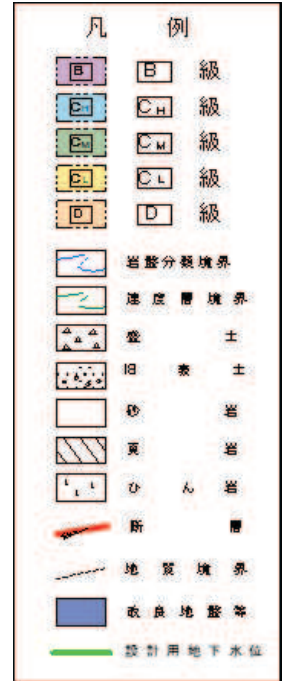 凡 例
B B 級
CH CH 級
CM CM 級
CL CL 級
D D 級
岩盤分類境界
速度層境界
盛 土
旧 表 土
砂 岩
頁 岩
ひ ん 岩
断 層
地 質 境 界
改 良 地 盤 等
設計用地下水位